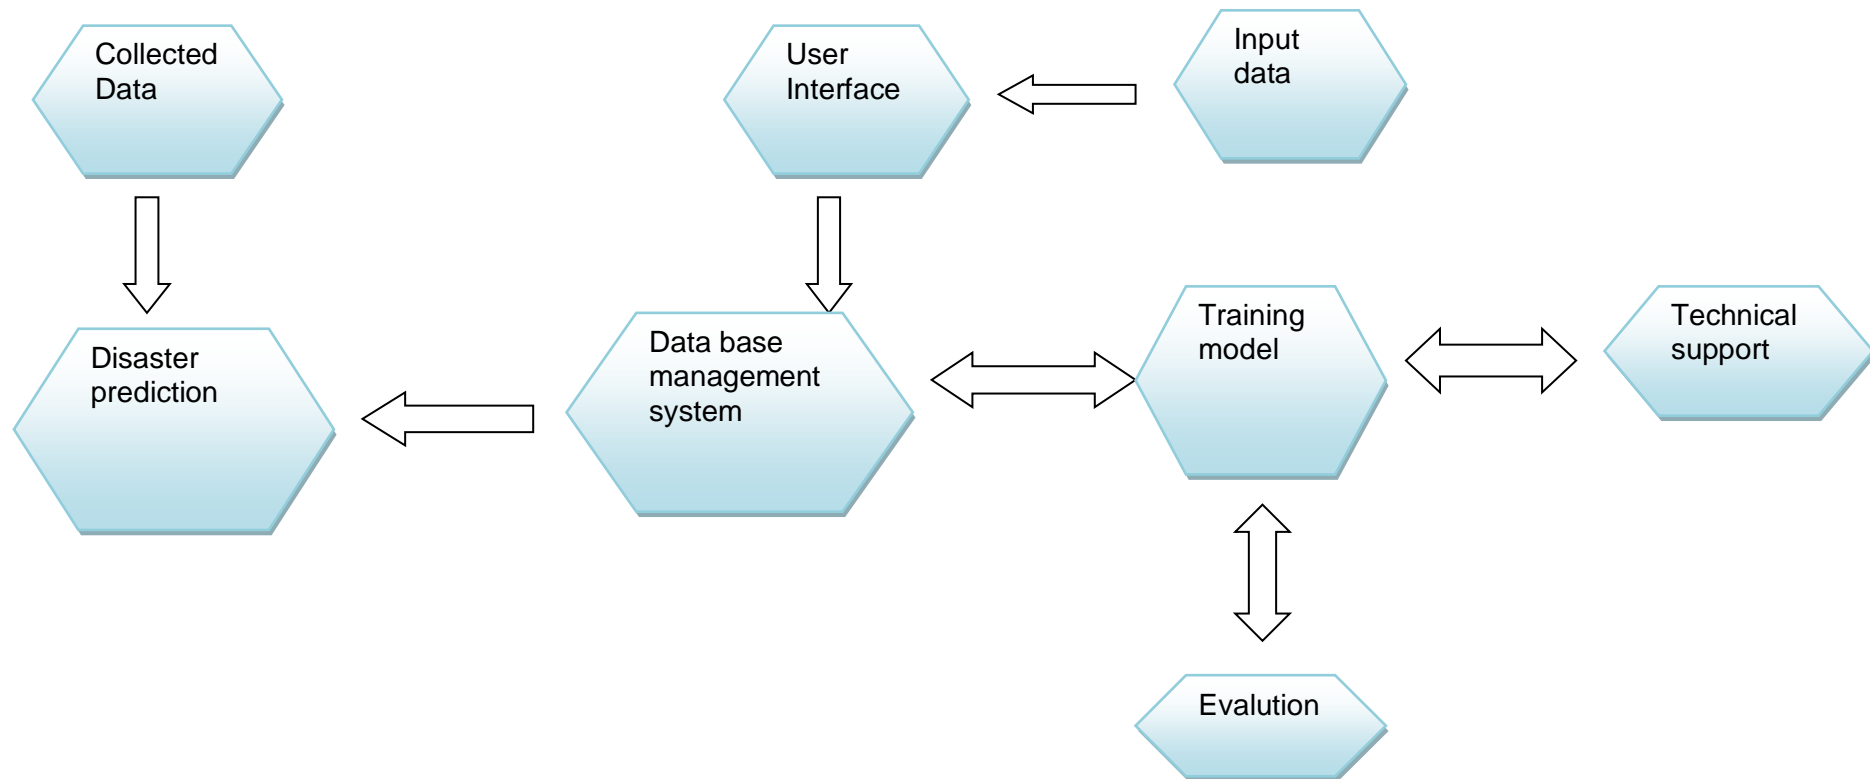 Collected
Data
User
Interface
Input
data
Disaster
prediction
Data base
management
system
Training
model
Technical
support
Evalution